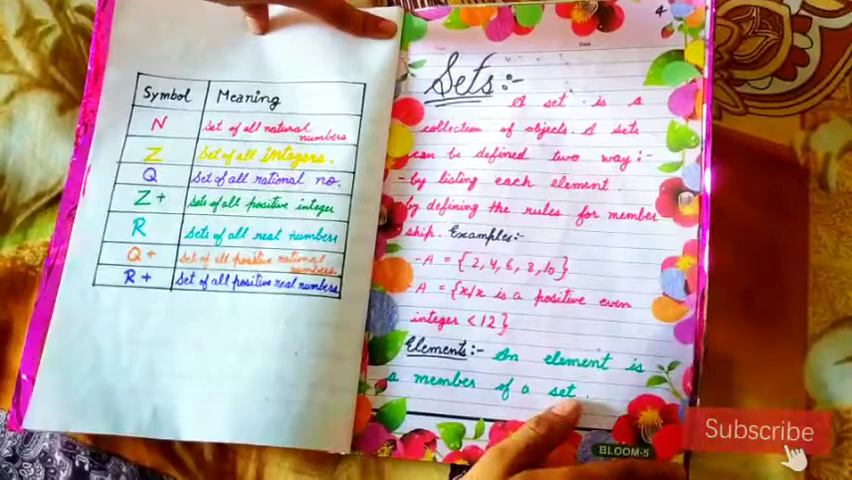 Symbol Meaning
N Set of all natural numbers
Z Set of all integers.
Q Set of all rational no.
Z+ Sets of all positive integer
R Sets of all real numbers
Q+ Set of all positive rational numbers.
R+ Set of all positive real numbers
4
Date
Sets :-
A set is a
collection of objects. A sets
can be defined two way:-
- by listing each element.
- by defining the rules for member
ship. Examples:-
- A = {2, 4, 6, 8, 10}
- A = {x/x is a positive even
integer < 12}
Elements:- An element is
a member of a set.
BLOOM-5
Subscribe